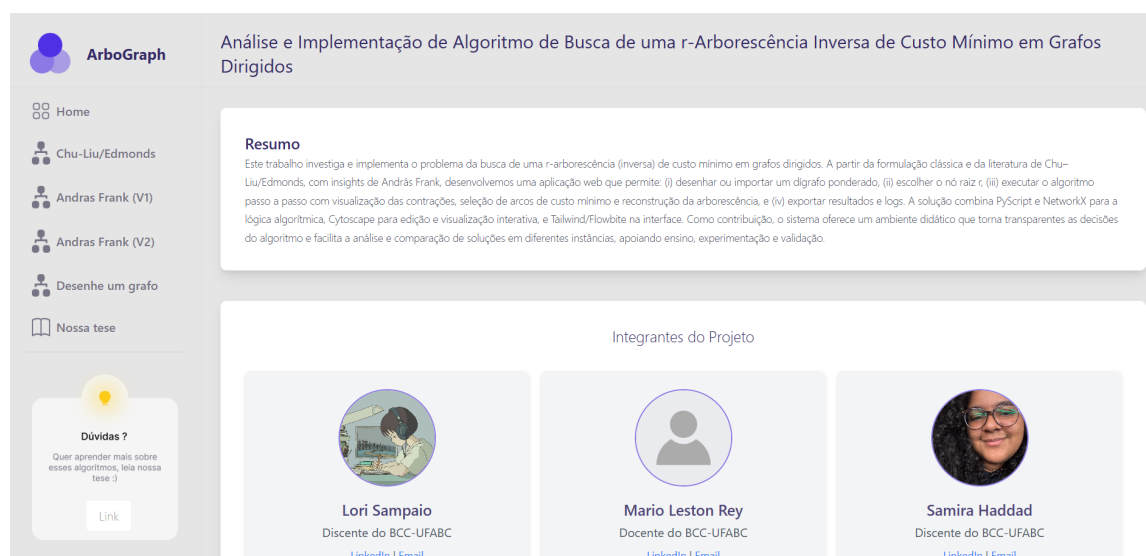 ArboGraph
Home
Chu-Liu/Edmonds
Andras Frank (V1)
Andras Frank (V2)
Desenhe um grafo
Nossa tese
Dúvidas ?
Quer aprender mais sobre
esses algoritmos, leia nossa
tese :)
Link
Análise e Implementação de Algoritmo de Busca de uma r-Arborescência Inversa de Custo Mínimo em Grafos
Dirigidos
Resumo
Este trabalho investiga e implementa o problema da busca de uma r-arborescência (inversa) de custo mínimo em grafos dirigidos. A partir da formulação clássica e da literatura de Chu–
Liu/Edmonds, com insights de András Frank, desenvolvemos uma aplicação web que permite: (i) desenhar ou importar um dígrafo ponderado, (ii) escolher o nó raiz r, (iii) executar o algoritmo
passo a passo com visualização das contrações, seleção de arcos de custo mínimo e reconstrução da arborescência, e (iv) exportar resultados e logs. A solução combina PyScript e NetworkX para a
lógica algorítmica, Cytoscape para edição e visualização interativa, e Tailwind/Flowbite na interface. Como contribuição, o sistema oferece um ambiente didático que torna transparentes as decisões
do algoritmo e facilita a análise e comparação de soluções em diferentes instâncias, apoiando ensino, experimentação e validação.
Integrantes do Projeto
Lori Sampaio
Discente do BCC-UFABC
LinkedIn | Email
Mario Leston Rey
Docente do BCC-UFABC
LinkedIn | Email
Samira Haddad
Discente do BCC-UFABC
LinkedIn | Email